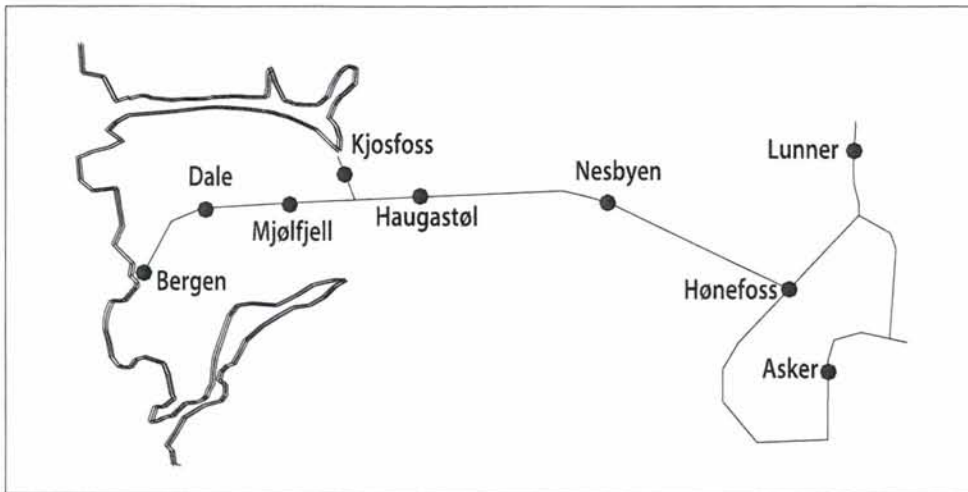 Kjosfoss
Lunner
Dale
Nesbyen
Mjølfjell
Haugastøl
Bergen
Hønefoss
Asker